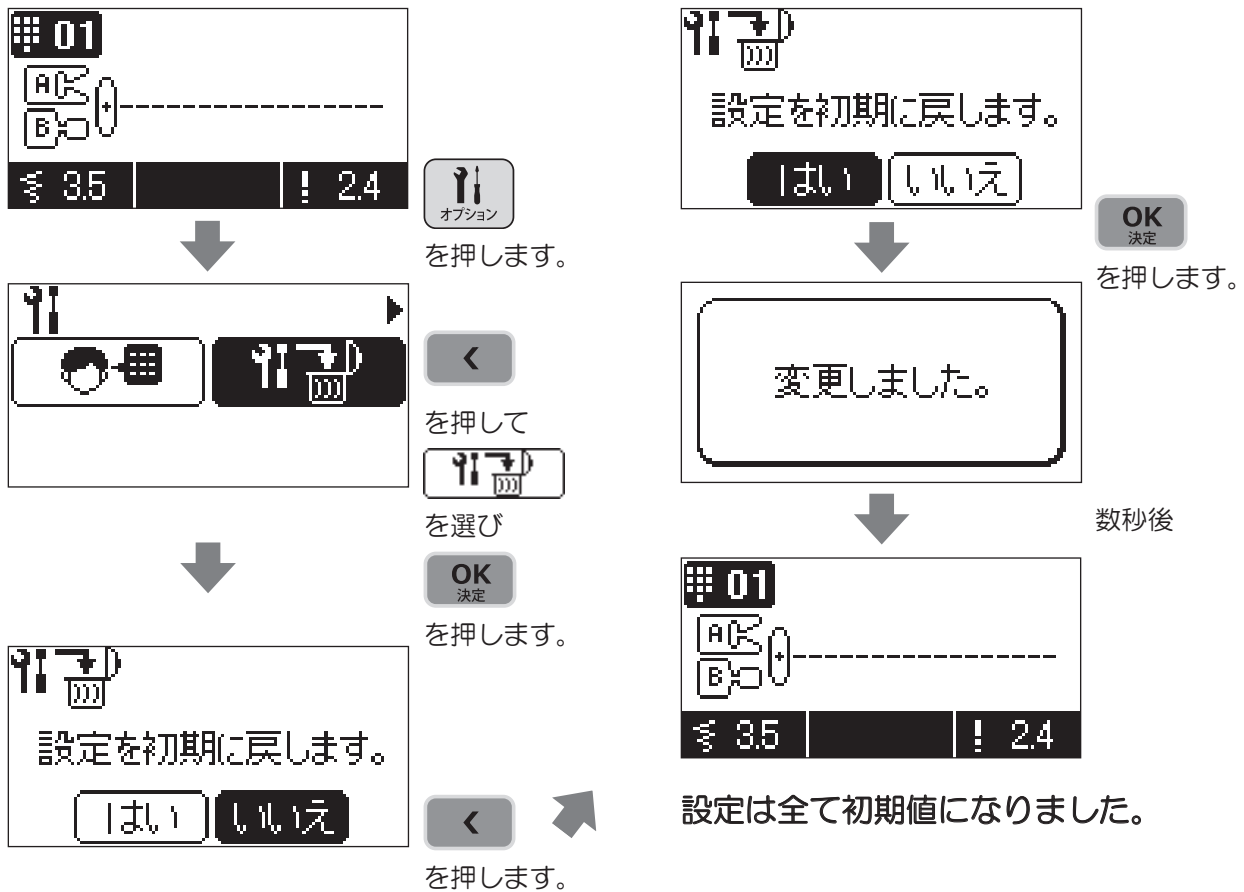 01
A
B
3.5 2.4
オプション
を押します。
を押して
を選び
OK
決定
を押します。
設定を初期に戻します。
はい いいえ
を押します。
設定を初期に戻します。
はい いいえ
OK
決定
を押します。
変更しました。
数秒後
01
A
B
3.5 2.4
設定は全て初期値になりました。